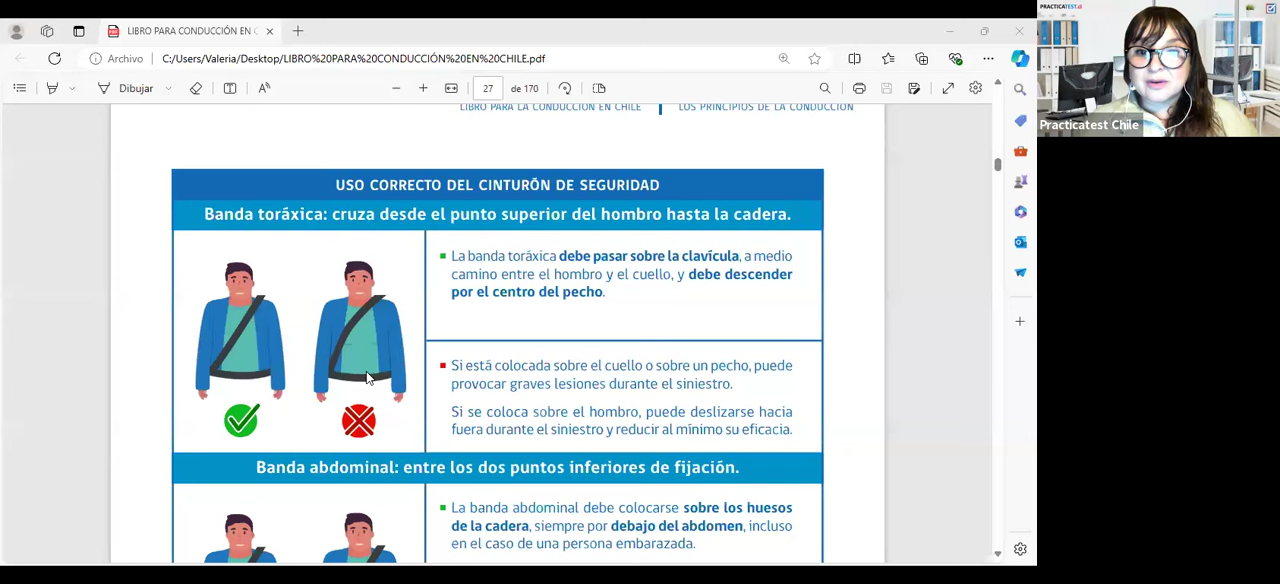 LIBRO PARA CONDUCCIÓN EN C
Archivo
C:/Users/Valeria/Desktop/LIBRO%20PARA%20CONDUCCIÓN%20EN%20CHILE.pdf
Dibujar
27
de 170
LIBRO PARA LA CONDUCCIÓN EN CHILE
LOS PRINCIPIOS DE LA CONDUCCIÓN
USO CORRECTO DEL CINTURÓN DE SEGURIDAD
Banda toráxica: cruza desde el punto superior del hombro hasta la cadera.
La banda toráxica debe pasar sobre la clavícula, a medio
camino entre el hombro y el cuello, y debe descender
por el centro del pecho.
Si está colocada sobre el cuello o sobre un pecho, puede
provocar graves lesiones durante el siniestro.
Si se coloca sobre el hombro, puede deslizarse hacia
fuera durante el siniestro y reducir al mínimo su eficacia.
Banda abdominal: entre los dos puntos inferiores de fijación.
La banda abdominal debe colocarse sobre los huesos
de la cadera, siempre por debajo del abdomen, incluso
en el caso de una persona embarazada.
PRACTICATEST.cl
Practicatest Chile